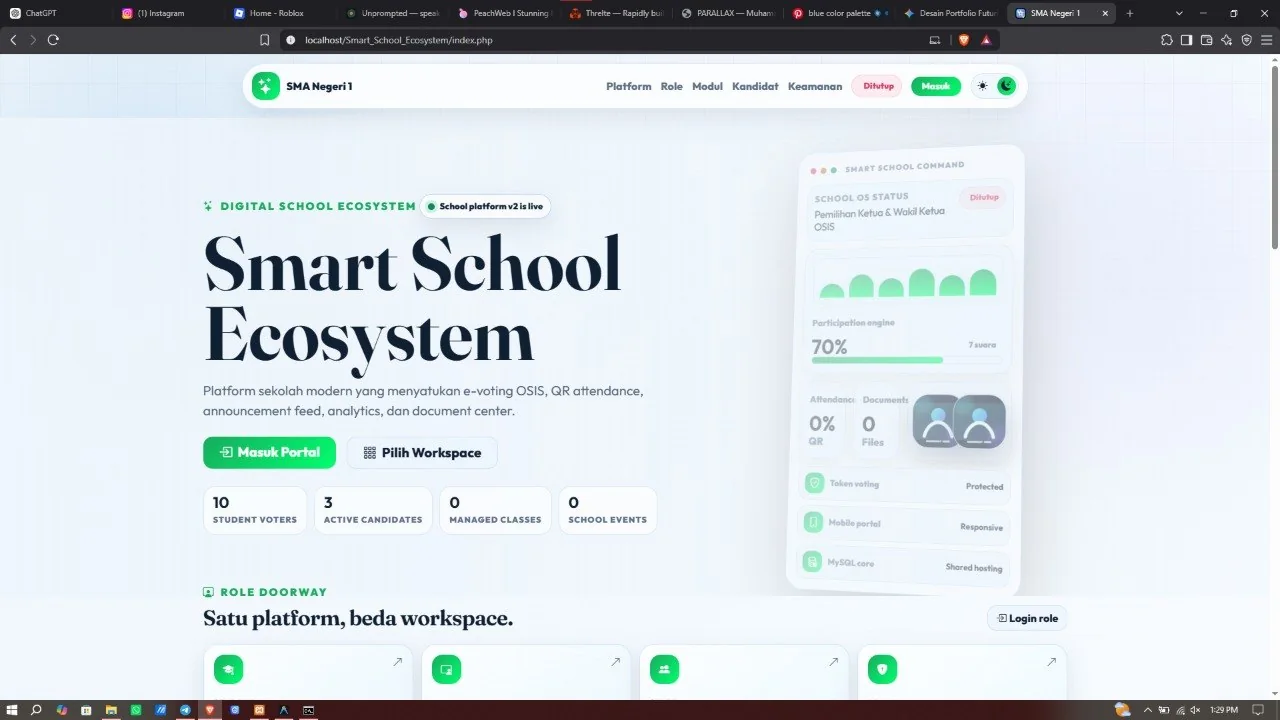 ChatGPT
(1) Instagram
Home - Roblox
Unprompted — speak
PeachWeb 1 Stunning
Threlte — Rapidly bui
PARALLAX — Muham
blue color palette
Desain Portfolio Futur
SMA Negeri 1
localhost/Smart_School_Ecosystem/index.php
SMA Negeri 1
Platform
Role
Modul
Kandidat
Keamanan
Ditutup
Masuk
DIGITAL SCHOOL ECOSYSTEM
School platform v2 is live
Smart School
Ecosystem
Platform sekolah modern yang menyatukan e-voting OSIS, QR attendance,
announcement feed, analytics, dan document center.
Masuk Portal
Pilih Workspace
10
STUDENT VOTERS
3
ACTIVE CANDIDATES
0
MANAGED CLASSES
0
SCHOOL EVENTS
SMART SCHOOL COMMAND
SCHOOL OS STATUS
Pemilihan Ketua & Wakil Ketua
OSIS
Ditutup
Participation engine
70%
7 suara
Attendance
0%
QR
Documents
0
Files
Token voting
Protected
Mobile portal
Responsive
MySQL core
Shared hosting
ROLE DOORWAY
Satu platform, beda workspace.
Login role
1:29 PM